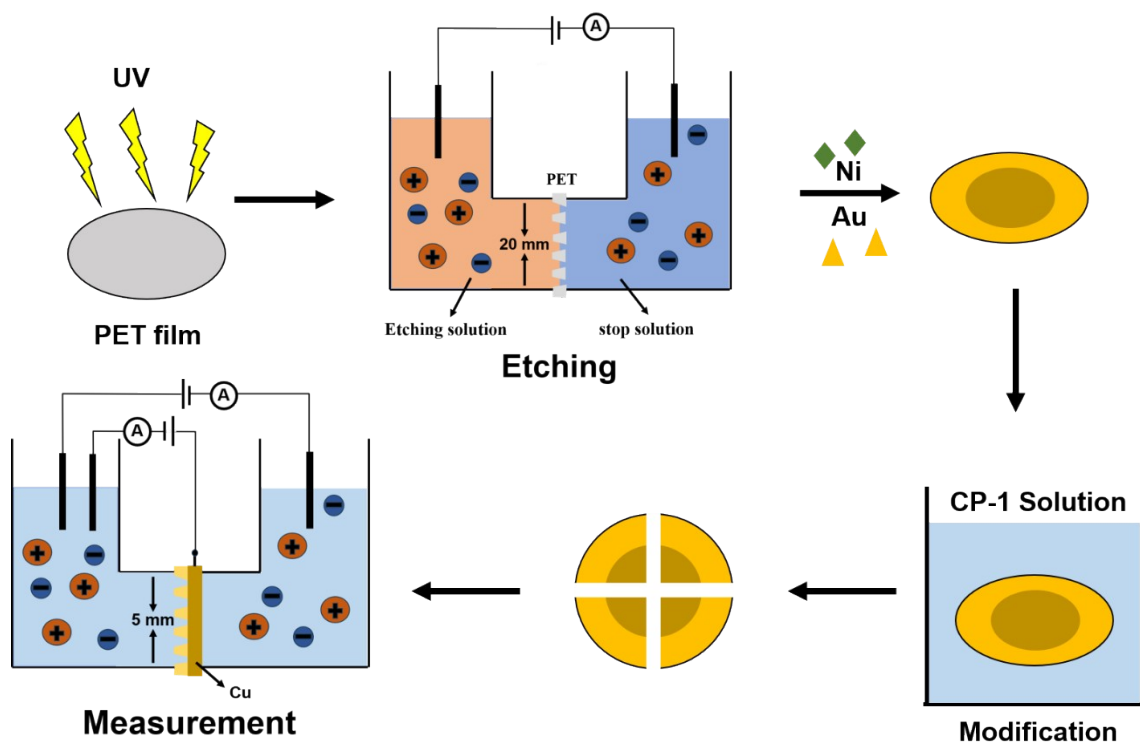 UV
PET film
A
PET
20 mm
Etching solution
stop solution
Etching
Ni
Au
CP-1 Solution
Modification
A
A
5 mm
Cu
Measurement